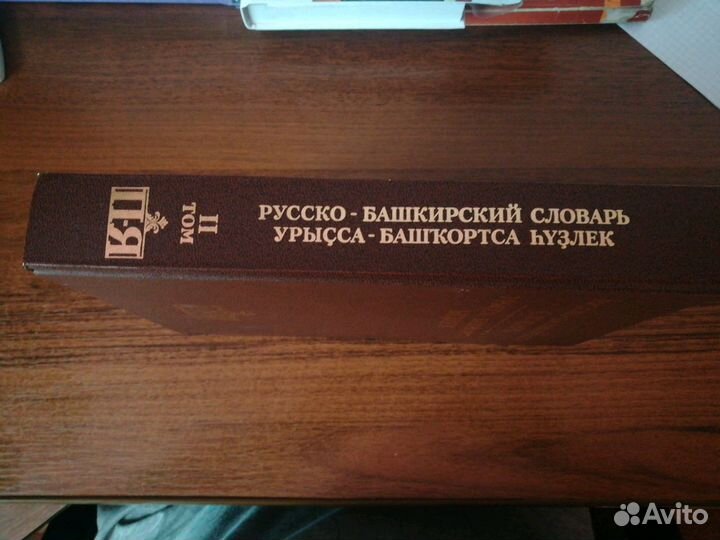 П-Я
II
ТОМ
РУССКО - БАШКИРСКИЙ СЛОВАРЬ
УРЫҪСА - БАШҠОРТСА ҺҮҘЛЕК
Avito